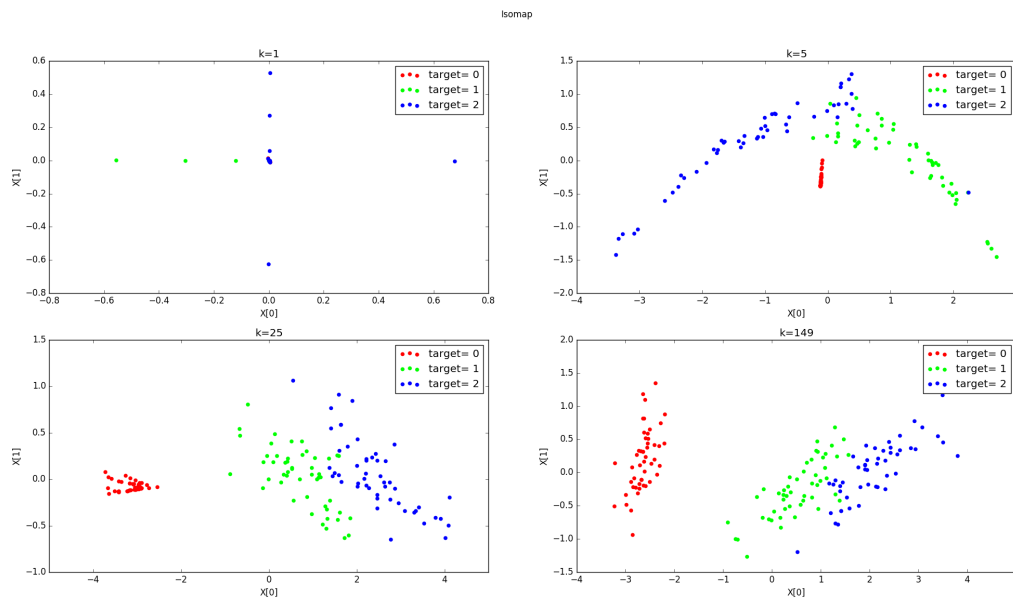 Isomap
k=1
0.6
0.4
0.2
0.0
−0.2
−0.4
−0.6
−0.8
X[1]
−0.8 −0.6 −0.4 −0.2 0.0 0.2 0.4 0.6 0.8
X[0]
target= 0
target= 1
target= 2
k=5
1.5
1.0
0.5
0.0
−0.5
−1.0
−1.5
−2.0
X[1]
−4 −3 −2 −1 0 1 2
X[0]
target= 0
target= 1
target= 2
k=25
1.5
1.0
0.5
0.0
−0.5
−1.0
X[1]
−4 −2 0 2 4
X[0]
target= 0
target= 1
target= 2
k=149
2.0
1.5
1.0
0.5
0.0
−0.5
−1.0
−1.5
X[1]
−4 −3 −2 −1 0 1 2 3 4
X[0]
target= 0
target= 1
target= 2